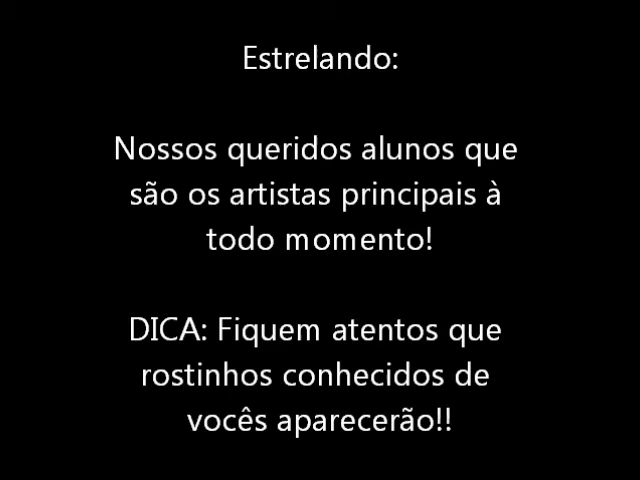 Estrelando:
Nossos queridos alunos que
são os artistas principais à
todo momento!
DICA: Fiquem atentos que
rostinhos conhecidos de
vocês aparecerão!!